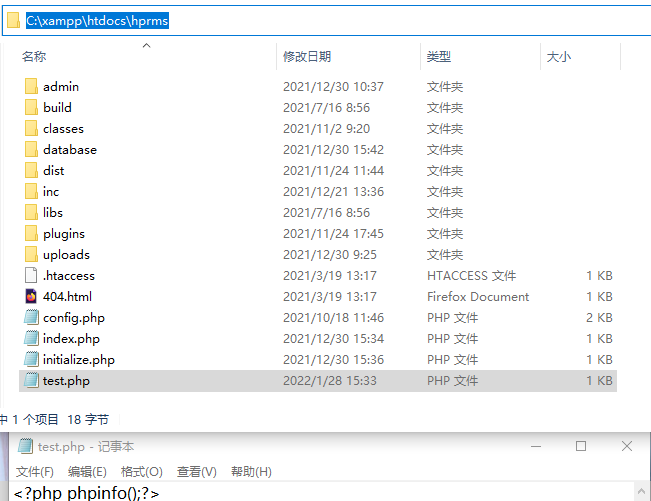 C:\xampp\htdocs\hprms
名称 修改日期 类型 大小
admin 2021/12/30 10:37 文件夹
build 2021/7/16 8:56 文件夹
classes 2021/11/2 9:20 文件夹
database 2021/12/30 15:42 文件夹
dist 2021/11/24 11:44 文件夹
inc 2021/12/21 13:36 文件夹
libs 2021/7/16 8:56 文件夹
plugins 2021/11/24 17:45 文件夹
uploads 2021/12/30 9:25 文件夹
.htaccess 2021/3/19 13:17 HTACCESS 文件 1 KB
404.html 2021/3/19 13:17 Firefox Document 1 KB
config.php 2021/10/18 11:46 PHP 文件 2 KB
index.php 2021/12/30 15:34 PHP 文件 1 KB
initialize.php 2021/12/30 15:36 PHP 文件 1 KB
test.php 2022/1/28 15:33 PHP 文件 1 KB
中 1 个项目 18 字节
test.php - 记事本
文件(F) 编辑(E) 格式(O) 查看(V) 帮助(H)
<?php phpinfo();?>